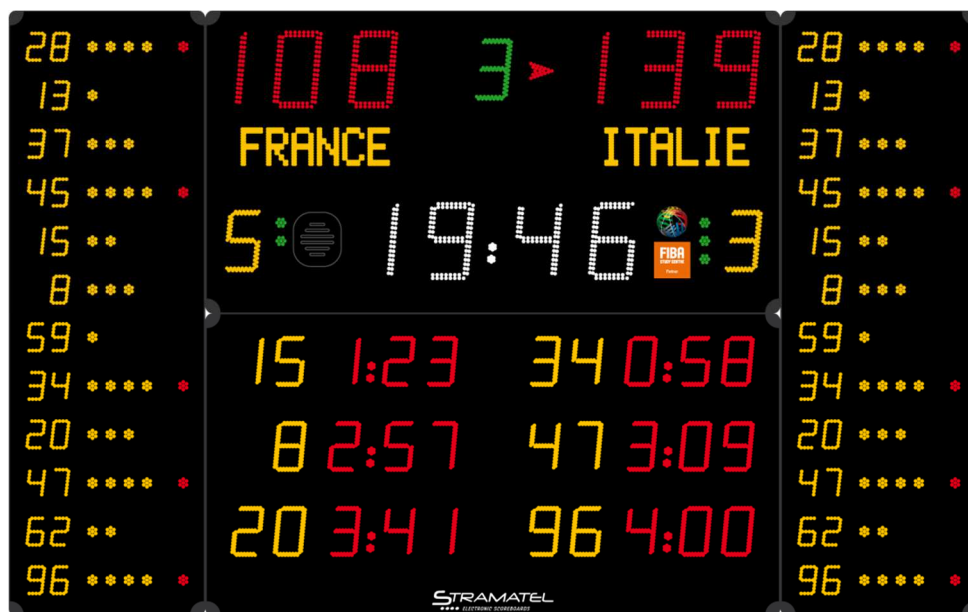 108 3 139
FRANCE ITALIE
5 19:46 FIBA 3
28 28
13 13
37 37
45 45
15 15
8 8
59 59
34 34
20 20
47 47
62 62
96 96
15 1:23 34 0:58
8 2:57 47 3:09
20 3:41 96 4:00
STRAMATEL
ELECTRONIC SCOREBOARDS